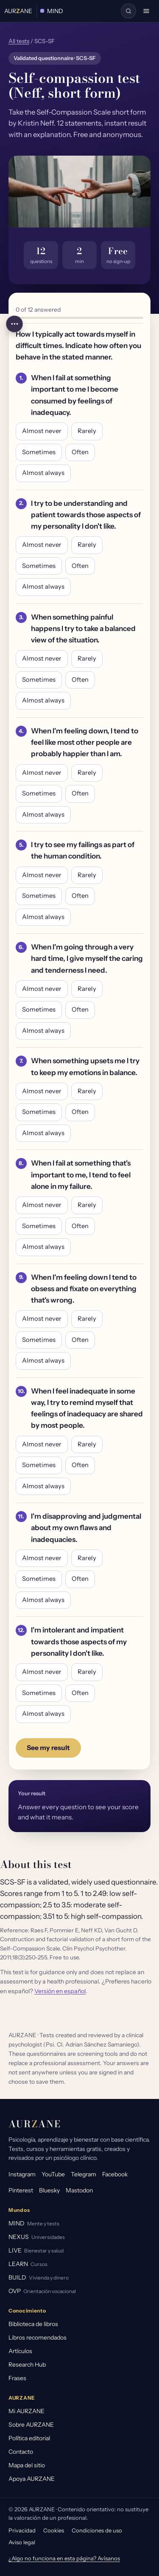 AURZANE MIND
All tests / SCS-SF
Validated questionnaire · SCS-SF
Self-compassion test
(Neff, short form)
Take the Self-Compassion Scale short form
by Kristin Neff. 12 statements, instant result
with an explanation. Free and anonymous.
12
questions
2
min
Free
no sign-up
0 of 12 answered
How I typically act towards myself in
difficult times. Indicate how often you
behave in the stated manner.
1. When I fail at something
important to me I become
consumed by feelings of
inadequacy.
Almost never Rarely
Sometimes Often
Almost always
2. I try to be understanding and
patient towards those aspects of
my personality I don't like.
Almost never Rarely
Sometimes Often
Almost always
3. When something painful
happens I try to take a balanced
view of the situation.
Almost never Rarely
Sometimes Often
Almost always
4. When I'm feeling down, I tend to
feel like most other people are
probably happier than I am.
Almost never Rarely
Sometimes Often
Almost always
5. I try to see my failings as part of
the human condition.
Almost never Rarely
Sometimes Often
Almost always
6. When I'm going through a very
hard time, I give myself the caring
and tenderness I need.
Almost never Rarely
Sometimes Often
Almost always
7. When something upsets me I try
to keep my emotions in balance.
Almost never Rarely
Sometimes Often
Almost always
8. When I fail at something that's
important to me, I tend to feel
alone in my failure.
Almost never Rarely
Sometimes Often
Almost always
9. When I'm feeling down I tend to
obsess and fixate on everything
that's wrong.
Almost never Rarely
Sometimes Often
Almost always
10. When I feel inadequate in some
way, I try to remind myself that
feelings of inadequacy are shared
by most people.
Almost never Rarely
Sometimes Often
Almost always
11. I'm disapproving and judgmental
about my own flaws and
inadequacies.
Almost never Rarely
Sometimes Often
Almost always
12. I'm intolerant and impatient
towards those aspects of my
personality I don't like.
Almost never Rarely
Sometimes Often
Almost always
See my result
Your result
Answer every question to see your score
and what it means.
About this test
SCS-SF is a validated, widely used questionnaire.
Scores range from 1 to 5. 1 to 2.49: low self-
compassion; 2.5 to 3.5: moderate self-
compassion; 3.51 to 5: high self-compassion.
Reference: Raes F, Pommier E, Neff KD, Van Gucht D.
Construction and factorial validation of a short form of the
Self-Compassion Scale. Clin Psychol Psychother.
2011;18(3):250-255. Free to use.
This test is for guidance only and does not replace an
assessment by a health professional. ¿Prefieres hacerlo
en español? Versión en español.
AURZANE · Tests created and reviewed by a clinical
psychologist (Psi. Cl. Adrián Sánchez Samaniego).
These questionnaires are screening tools and do not
replace a professional assessment. Your answers are
not sent anywhere unless you are signed in and
choose to save them.
AURZANE
Psicología, aprendizaje y bienestar con base científica.
Tests, cursos y herramientas gratis, creados y
revisados por un psicólogo clínico.
Instagram YouTube Telegram Facebook
Pinterest Bluesky Mastodon
Mundos
MIND Mente y tests
NEXUS Universidades
LIVE Bienestar y salud
LEARN Cursos
BUILD Vivienda y dinero
OVP Orientación vocacional
Conocimiento
Biblioteca de libros
Libros recomendados
Artículos
Research Hub
Frases
AURZANE
Mi AURZANE
Sobre AURZANE
Política editorial
Contacto
Mapa del sitio
Apoya AURZANE
© 2026 AURZANE · Contenido orientativo: no sustituye
la valoración de un profesional.
Privacidad Cookies Condiciones de uso
Aviso legal
¿Algo no funciona en esta página? Avísanos